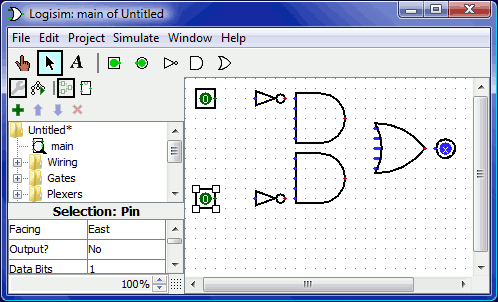 Logisim: main of Untitled
File Edit Project Simulate Window Help
A
0
x
Untitled*
main
Wiring
Gates
Plexers
0
Selection: Pin
Facing East
Output? No
Data Bits 1
100%